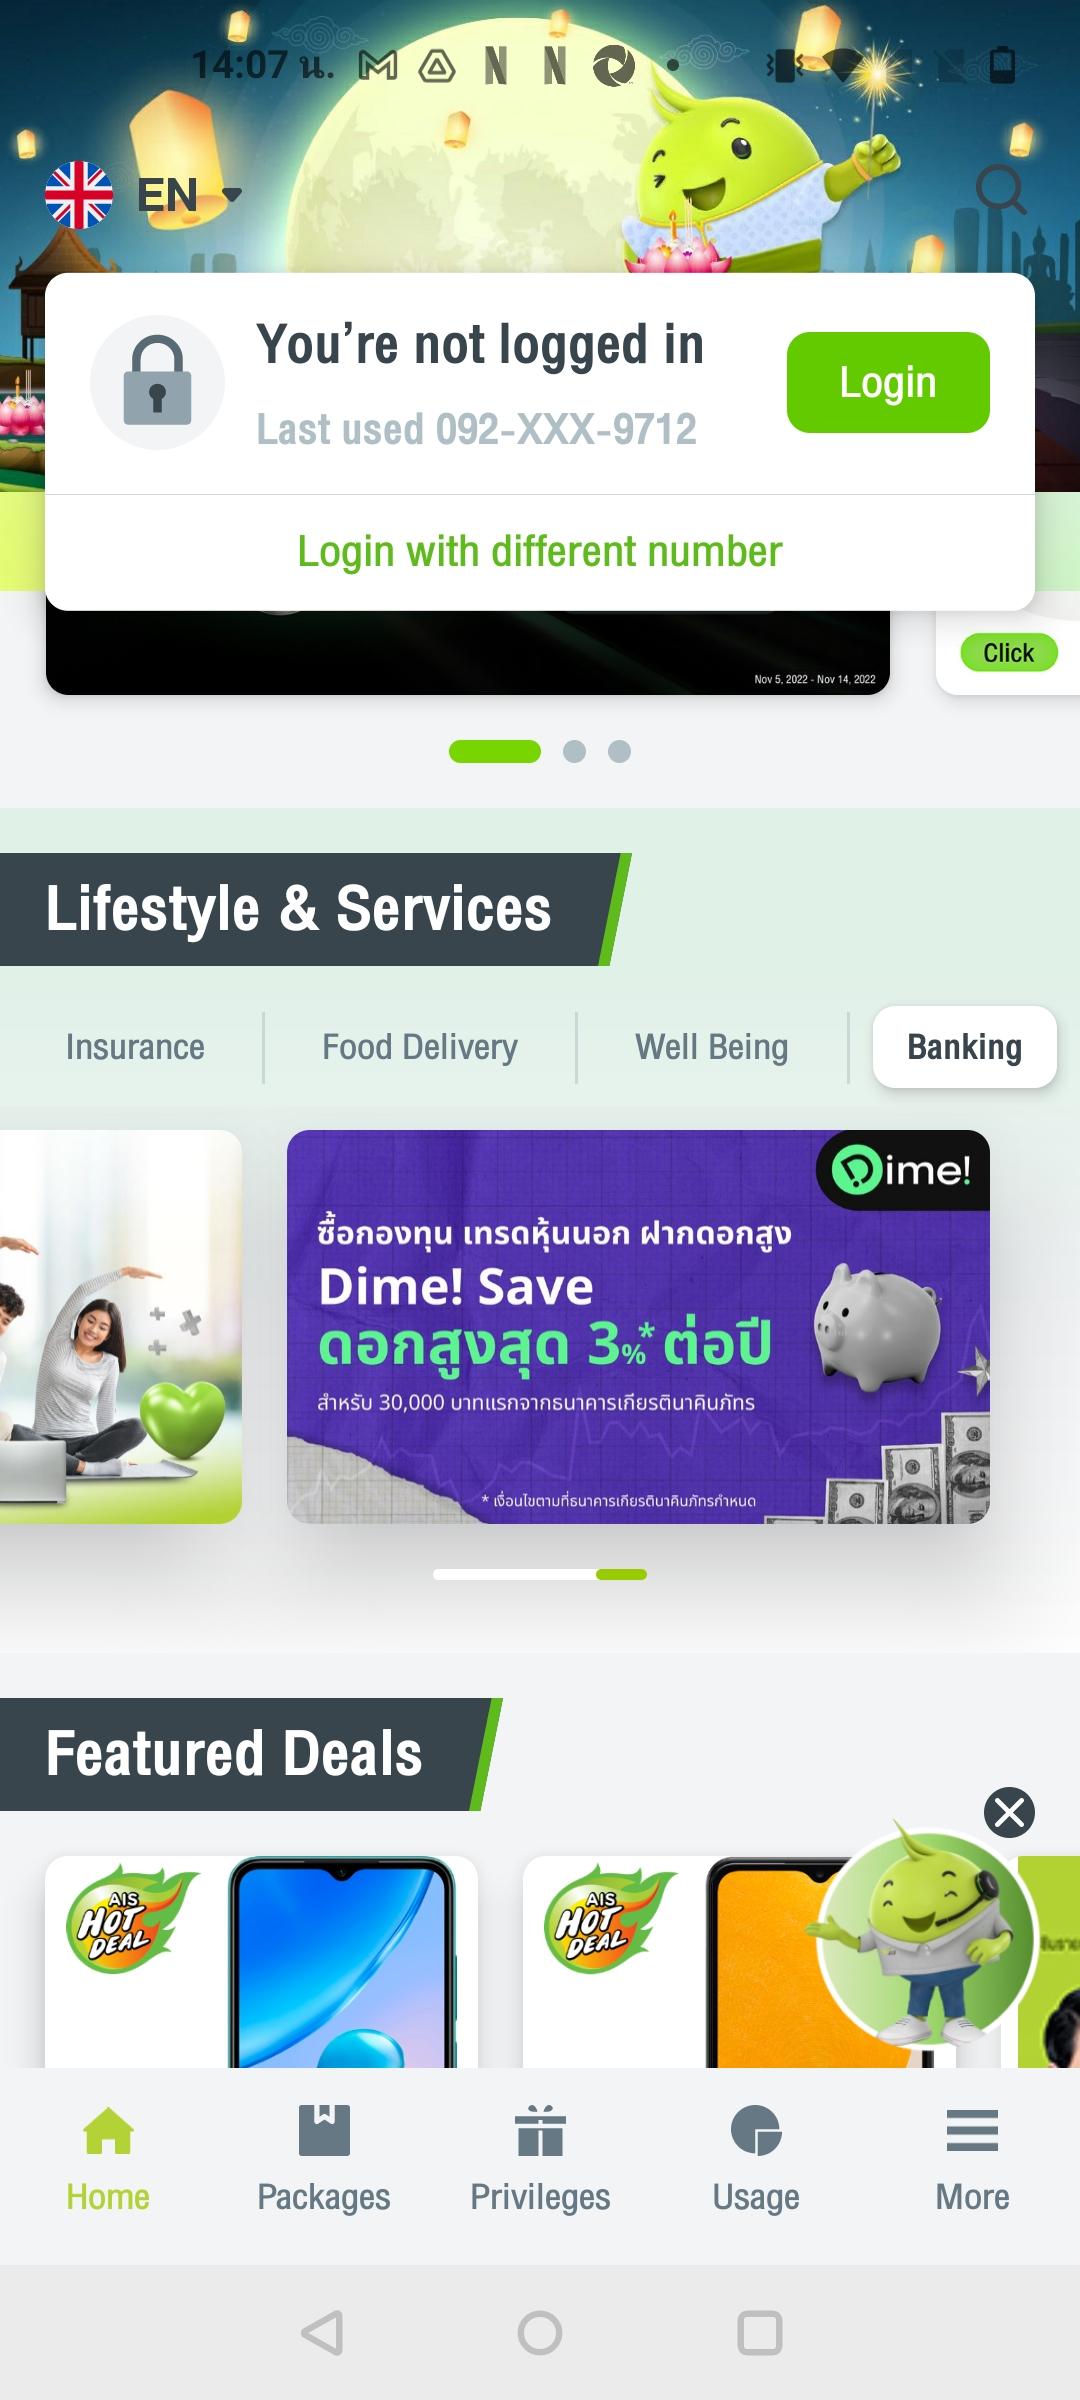 14:07 น.
EN
You're not logged in
Login
Last used 092-XXX-9712
Login with different number
Nov 5, 2022 - Nov 14, 2022
Click
Lifestyle & Services
Insurance
Food Delivery
Well Being
Banking
Dime!
ซื้อกองทุน เทรดหุ้นนอก ฝากดอกสูง
Dime! Save
ดอกสูงสุด 3%* ต่อปี
สำหรับ 30,000 บาทแรกจากธนาคารเกียรตินาคินภัทร
* เงื่อนไขตามที่ธนาคารเกียรตินาคินภัทรกำหนด
Featured Deals
AIS
HOT
DEAL
AIS
HOT
DEAL
Home
Packages
Privileges
Usage
More